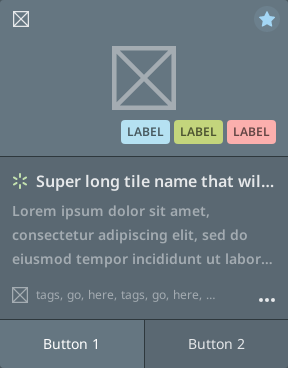 LABEL LABEL LABEL
Super long tile name that wil...
Lorem ipsum dolor sit amet,
consectetur adipiscing elit, sed do
eiusmod tempor incididunt ut labor...
tags, go, here, tags, go, here, ...
Button 1 Button 2